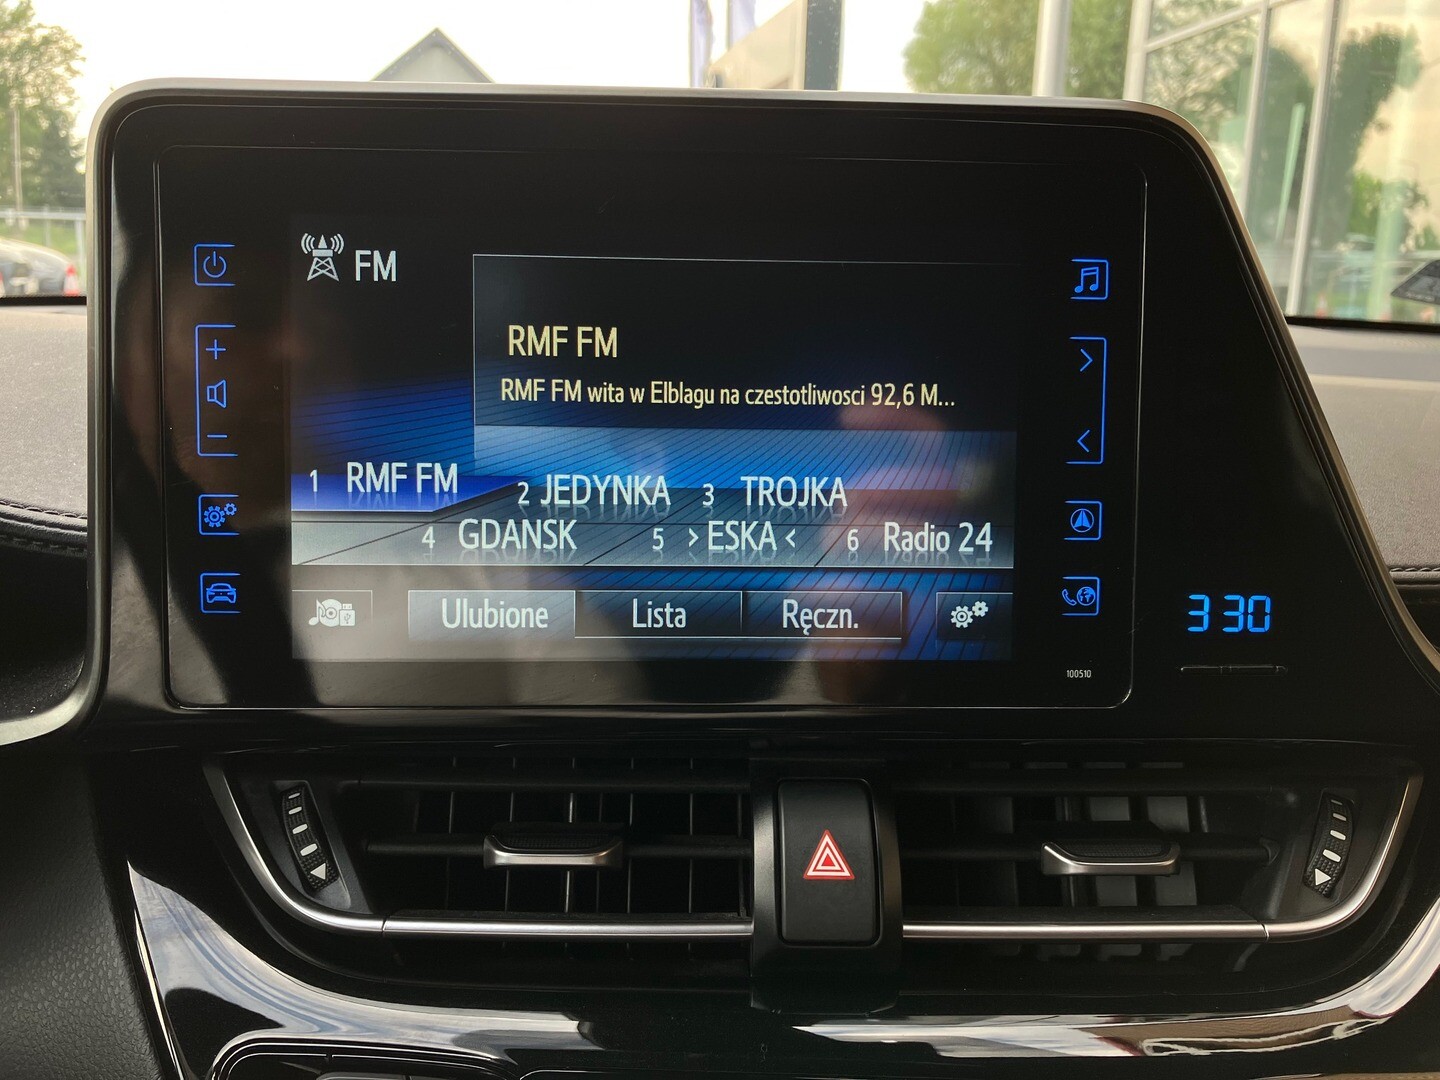 FM
RMF FM
RMF FM wita w Elblagu na czestotliwosci 92,6 M...
1 RMF FM 2 JEDYNKA 3 TROJKA
4 GDANSK 5 >ESKA< 6 Radio 24
Ulubione Lista Ręczn.
3 30
100510